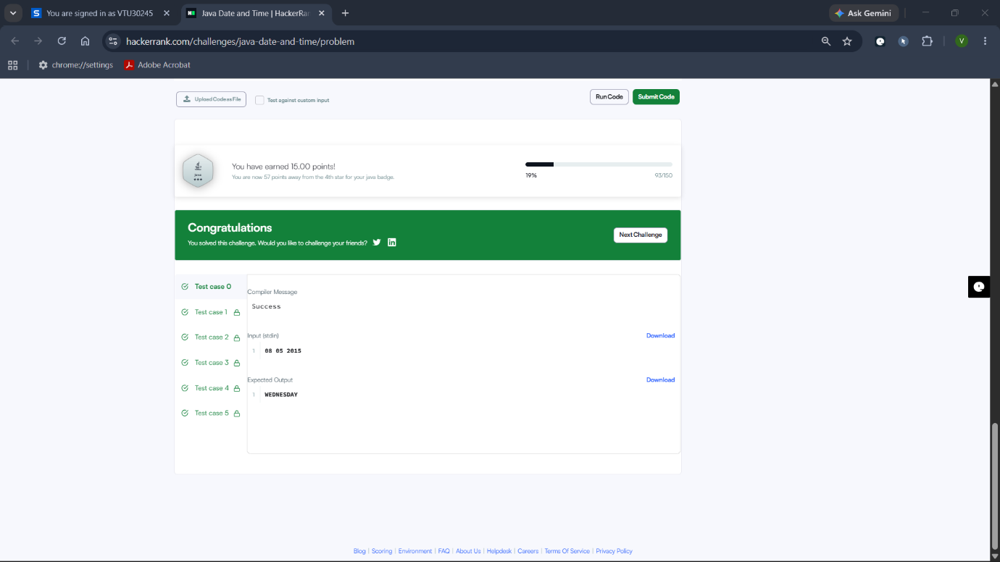 You are signed in as VTU30245
Java Date and Time | HackerRan
Ask Gemini
hackerrank.com/challenges/java-date-and-time/problem
V
chrome://settings
Adobe Acrobat
Upload Code as File
Test against custom input
Run Code
Submit Code
java
You have earned 15.00 points!
You are now 57 points away from the 4th star for your java badge.
19%
93/150
Congratulations
You solved this challenge. Would you like to challenge your friends?
Next Challenge
Test case 0
Test case 1
Test case 2
Test case 3
Test case 4
Test case 5
Compiler Message
Success
Input (stdin)
Download
1 08 05 2015
Expected Output
Download
1 WEDNESDAY
Blog | Scoring | Environment | FAQ | About Us | Helpdesk | Careers | Terms Of Service | Privacy Policy